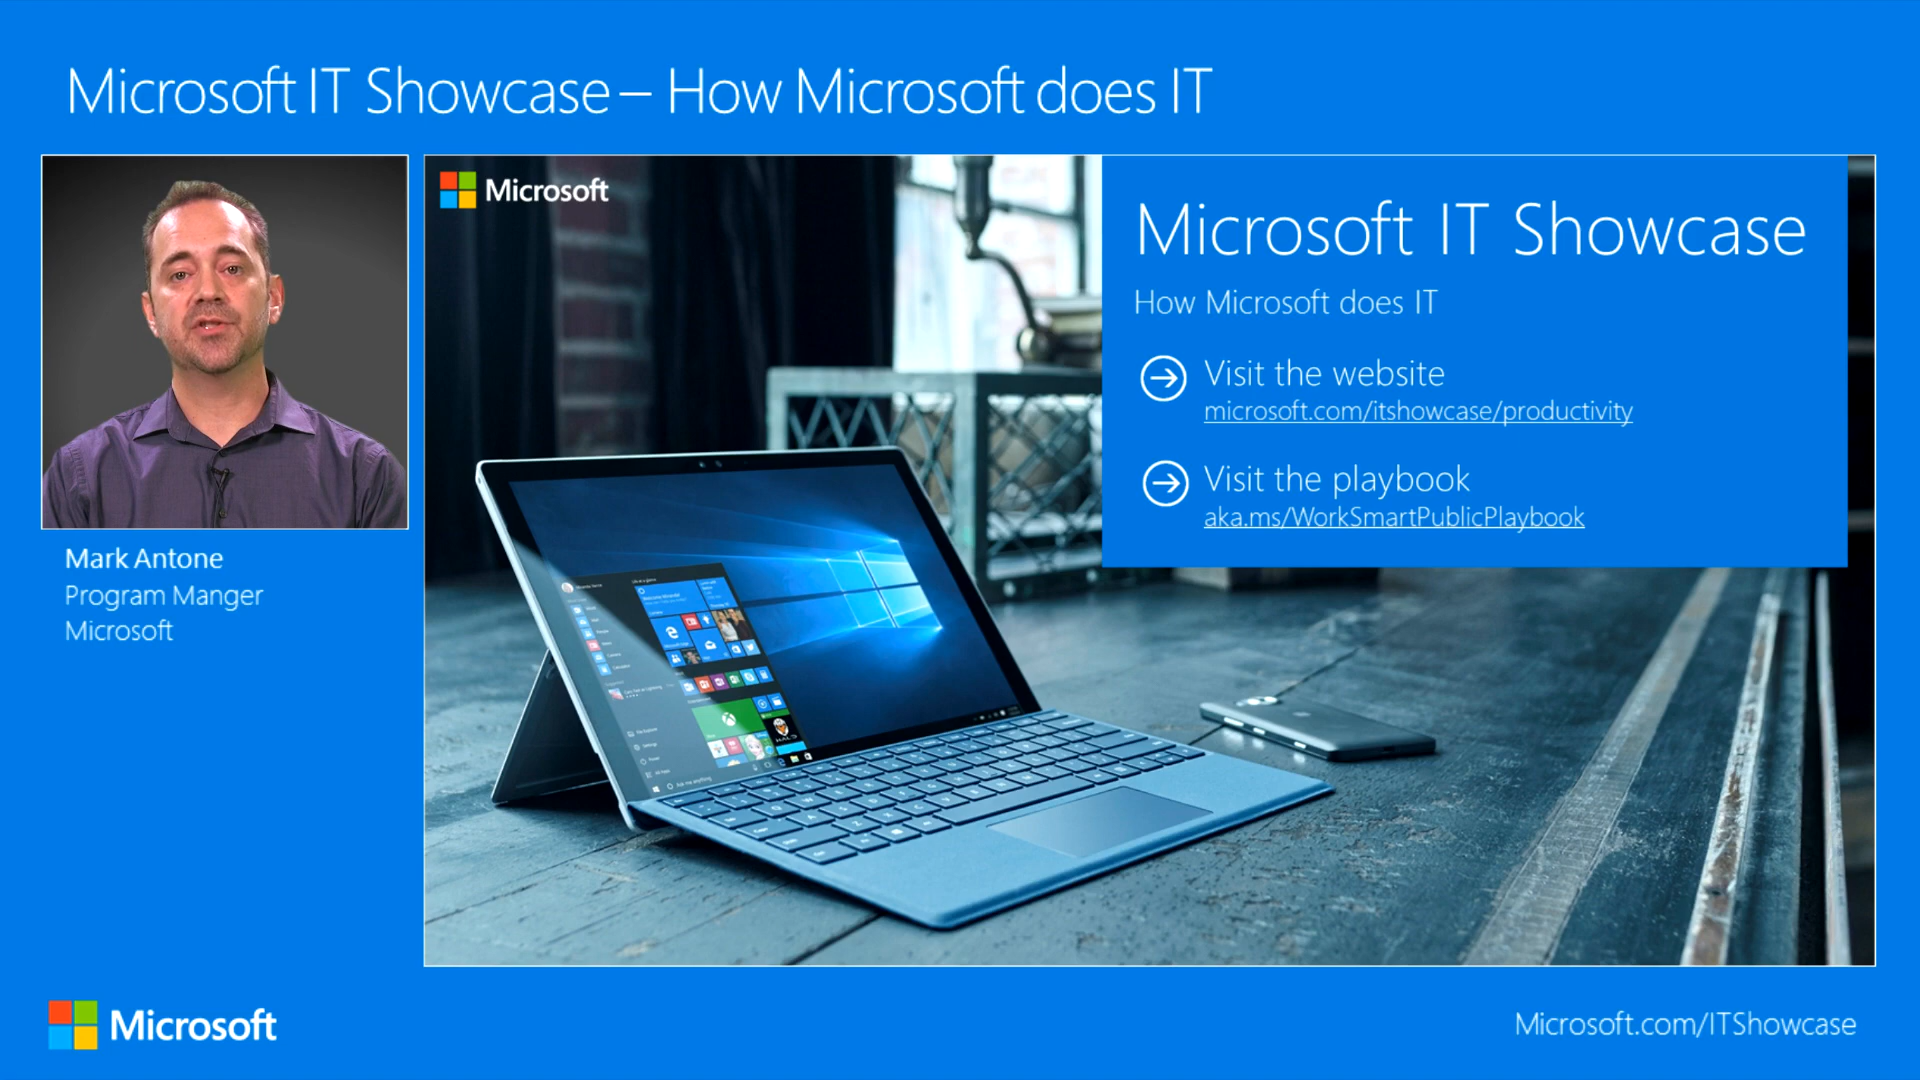 Microsoft IT Showcase – How Microsoft does IT
Microsoft
Microsoft IT Showcase
How Microsoft does IT
Visit the website
microsoft.com/itshowcase/productivity
Visit the playbook
aka.ms/WorkSmartPublicPlaybook
Mark Antone
Program Manger
Microsoft
Microsoft
Microsoft.com/ITShowcase